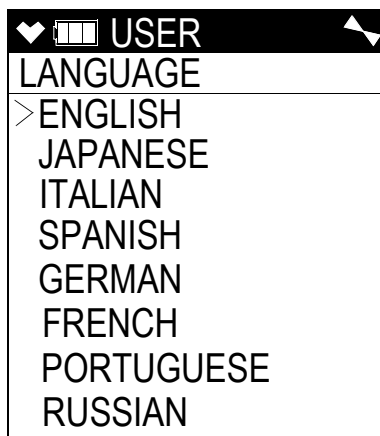 USER
LANGUAGE
>ENGLISH
JAPANESE
ITALIAN
SPANISH
GERMAN
FRENCH
PORTUGUESE
RUSSIAN